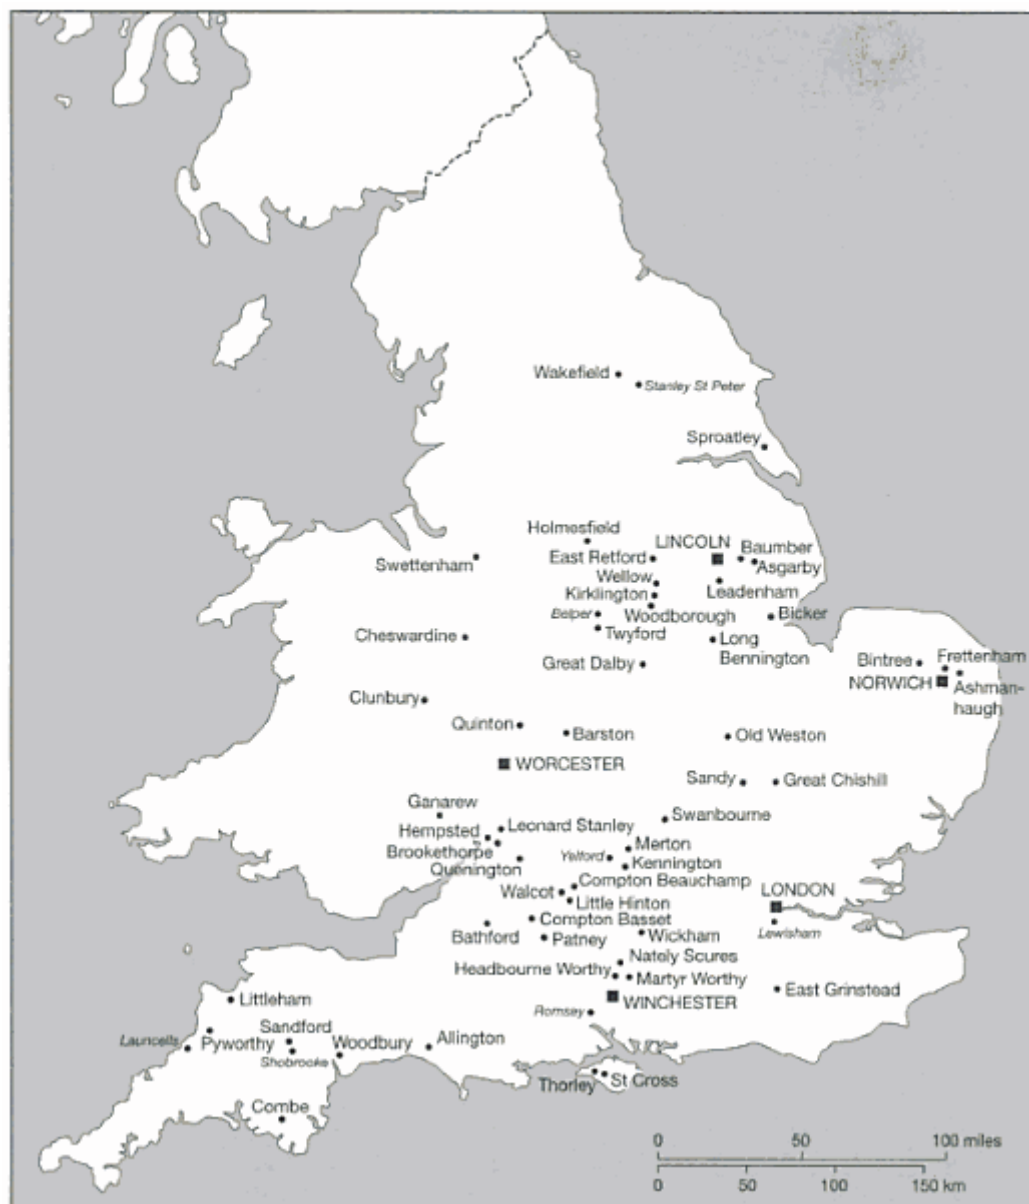 Wakefield
Stanley St Peter
Sproatley
Holmesfield
LINCOLN
Baumber
East Retford
Asgarby
Swettenham
Wellow
Leadenham
Kirklington
Belper
Woodborough
Bicker
Twyford
Cheswardine
Long
Bennington
Great Dalby
Bintree
Frettenham
NORWICH
Ashman-
haugh
Clunbury
Quinton
Barston
Old Weston
WORCESTER
Sandy
Great Chishill
Ganarew
Swanbourne
Leonard Stanley
Hempsted
Brookethorpe
Merton
Yelford
Quenington
Kennington
Compton Beauchamp
Walcot
LONDON
Little Hinton
Compton Basset
Lewisham
Bathford
Patney
Wickham
Nately Scures
Headbourne Worthy
Martyr Worthy
East Grinstead
Littleham
WINCHESTER
Romsey
Sandford
Launcells
Pyworthy
Woodbury
Allington
Shobrooke
Thorley
St Cross
Combe
0 50 100 miles
0 50 100 150 km